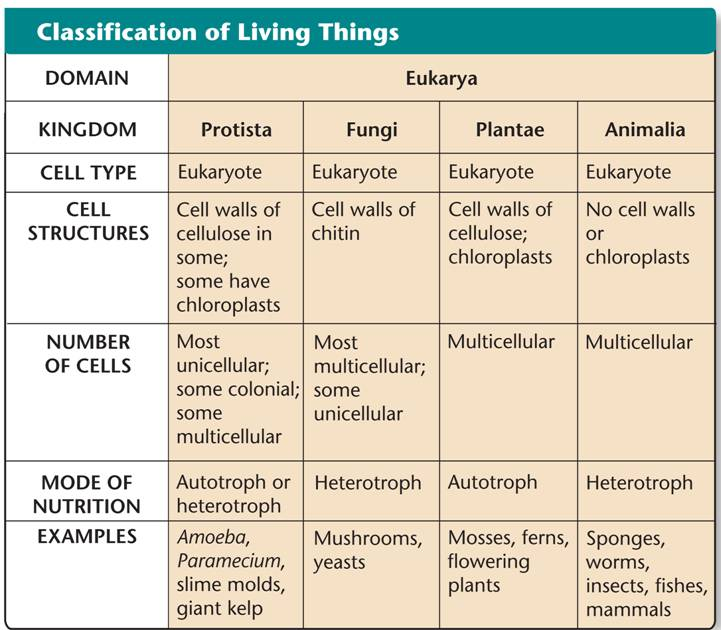 Classification of Living Things
DOMAIN
Eukarya
KINGDOM
Protista
Fungi
Plantae
Animalia
CELL TYPE
Eukaryote
Eukaryote
Eukaryote
Eukaryote
CELL
STRUCTURES
Cell walls of
cellulose in
some;
some have
chloroplasts
Cell walls of
chitin
Cell walls of
cellulose;
chloroplasts
No cell walls
or
chloroplasts
NUMBER
OF CELLS
Most
unicellular;
some colonial;
some
multicellular
Most
multicellular;
some
unicellular
Multicellular
Multicellular
MODE OF
NUTRITION
Autotroph or
heterotroph
Heterotroph
Autotroph
Heterotroph
EXAMPLES
Amoeba,
Paramecium,
slime molds,
giant kelp
Mushrooms,
yeasts
Mosses, ferns,
flowering
plants
Sponges,
worms,
insects, fishes,
mammals